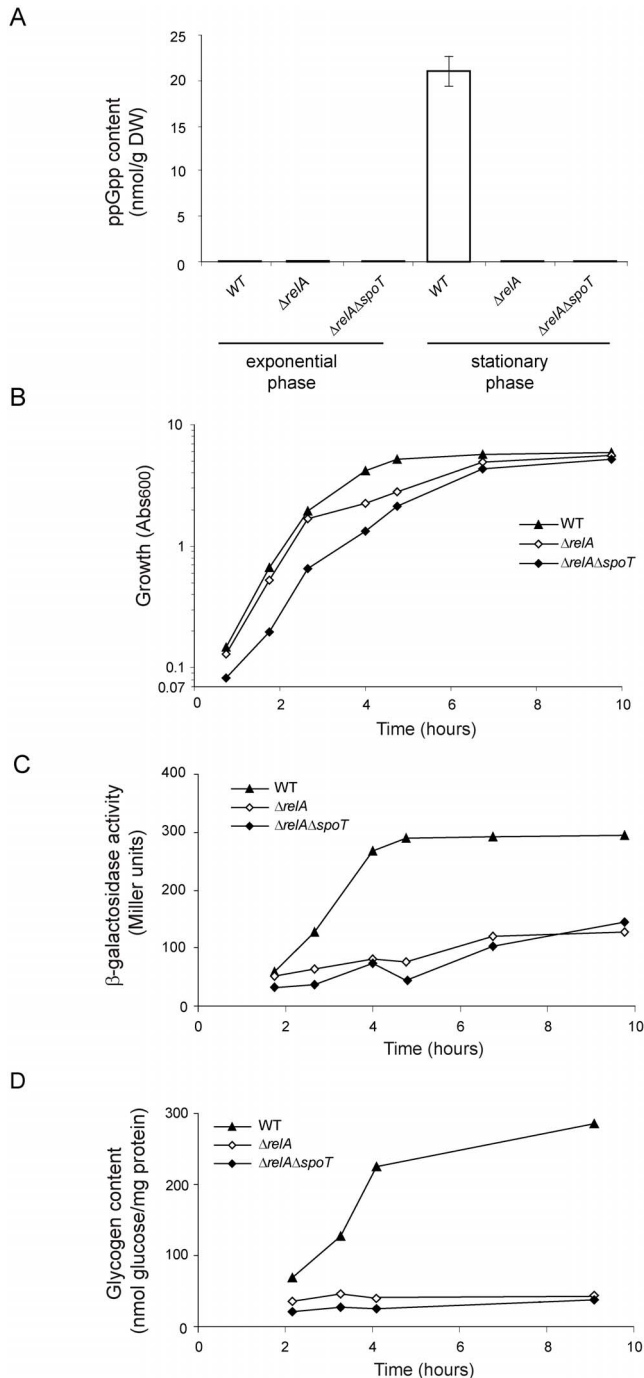 A
ppGpp content
(nmol/g DW)
25
20
15
10
5
0
WT
ΔrelA
ΔrelAΔspoT
WT
ΔrelA
ΔrelAΔspoT
exponential
phase
stationary
phase
B
Growth (Abs600)
10
1
0.1
0.07
0 2 4 6 8 10
Time (hours)
WT
ΔrelA
ΔrelAΔspoT
C
β-galactosidase activity
(Miller units)
400
300
200
100
0
WT
ΔrelA
ΔrelAΔspoT
0 2 4 6 8 10
Time (hours)
D
Glycogen content
(nmol glucose/mg protein)
300
200
100
0
WT
ΔrelA
ΔrelAΔspoT
0 2 4 6 8 10
Time (hours)